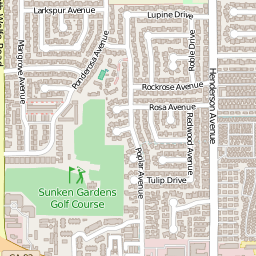 Larkspur Avenue
Lupine Drive
Ponderosa Avenue
Robie Drive
Mangrove Avenue
Henderson Avenue
Rockrose Avenue
Rosa Avenue
Redwood Avenue
Poplar Avenue
Tulip Drive
Sunken Gardens
Golf Course